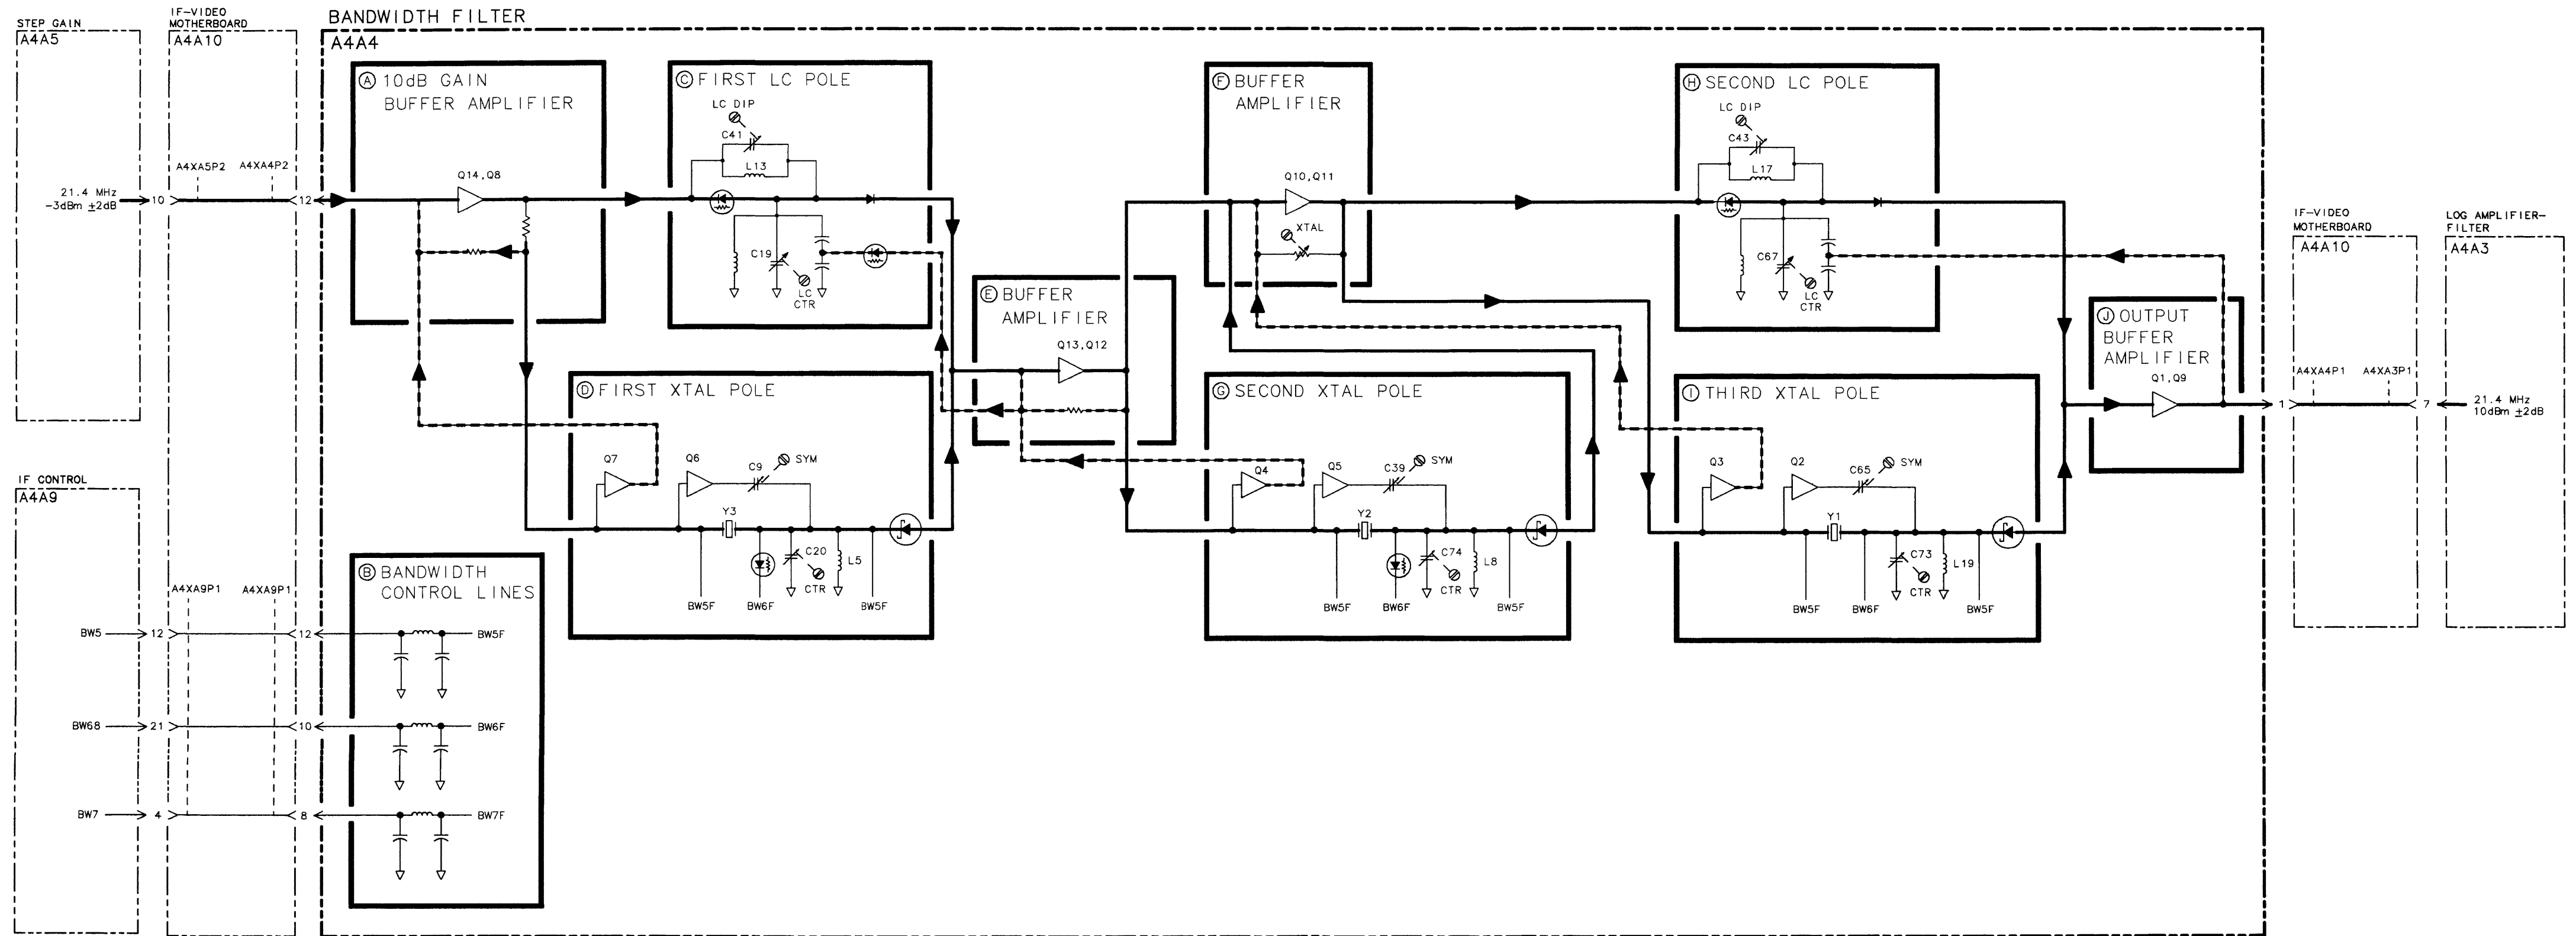 STEP GAIN
A4A5
21.4 MHz
-3dBm ±2dB
10
IF-VIDEO
MOTHERBOARD
A4A10
A4XA5P2
A4XA4P2
12
BANDWIDTH FILTER
A4A4
Ⓐ 10dB GAIN
BUFFER AMPLIFIER
Q14,Q8
Ⓒ FIRST LC POLE
LC DIP
C41
L13
C19
LC
CTR
Ⓔ BUFFER
AMPLIFIER
Q13,Q12
Ⓓ FIRST XTAL POLE
Q7
Q6
C9
SYM
Y3
C20
L5
CTR
BW5F
BW6F
BW5F
Ⓕ BUFFER
AMPLIFIER
Q10,Q11
XTAL
Ⓖ SECOND XTAL POLE
Q4
Q5
C39
SYM
Y2
C74
L8
CTR
BW5F
BW6F
BW5F
Ⓗ SECOND LC POLE
LC DIP
C43
L17
C67
LC
CTR
Ⓘ THIRD XTAL POLE
Q3
Q2
C65
SYM
Y1
C73
L19
CTR
BW5F
BW6F
BW5F
Ⓙ OUTPUT
BUFFER
AMPLIFIER
Q1,Q9
1
IF-VIDEO
MOTHERBOARD
A4A10
A4XA4P1
A4XA3P1
7
LOG AMPLIFIER-
FILTER
A4A3
21.4 MHz
10dBm ±2dB
IF CONTROL
A4A9
A4XA9P1
A4XA9P1
Ⓑ BANDWIDTH
CONTROL LINES
BW5
12
12
BW5F
BW68
21
10
BW6F
BW7
4
8
BW7F